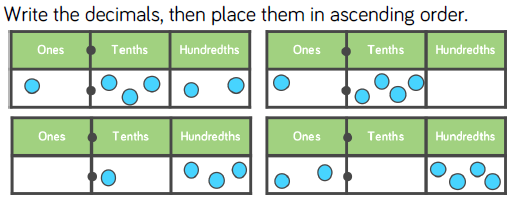 Write the decimals, then place them in ascending order.
Ones Tenths Hundredths Ones Tenths Hundredths
Ones Tenths Hundredths Ones Tenths Hundredths